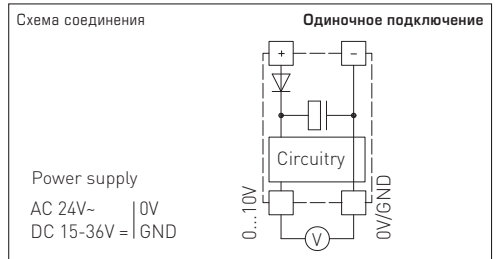 Схема соединения
Одиночное подключение
+ −
Circuitry
Power supply
AC 24V~ 0V
DC 15-36V = GND
0...10V
0V/GND
V